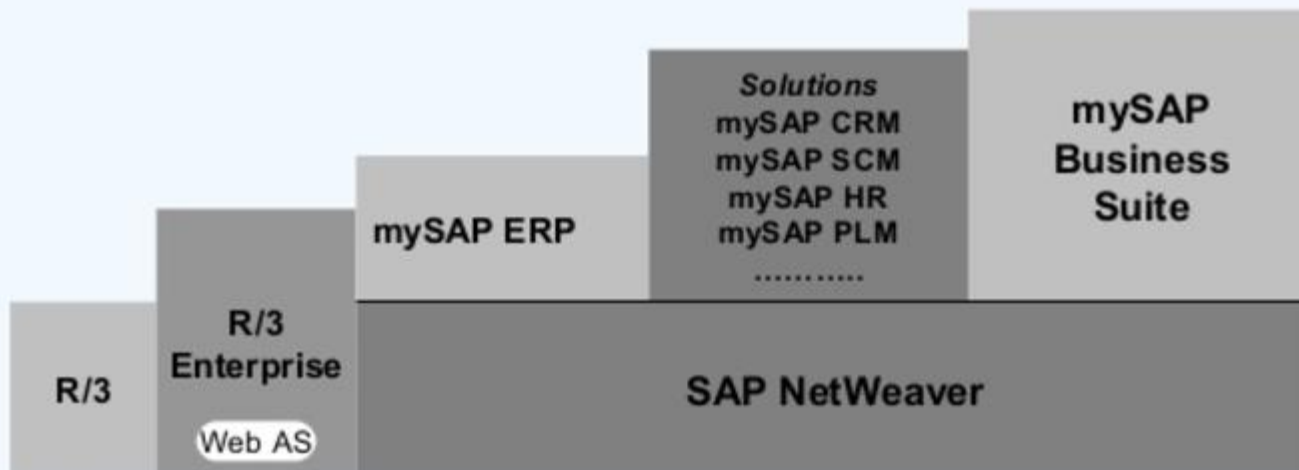 R/3
R/3
Enterprise
Web AS
mySAP ERP
Solutions
mySAP CRM
mySAP SCM
mySAP HR
mySAP PLM
...........
mySAP
Business
Suite
SAP NetWeaver